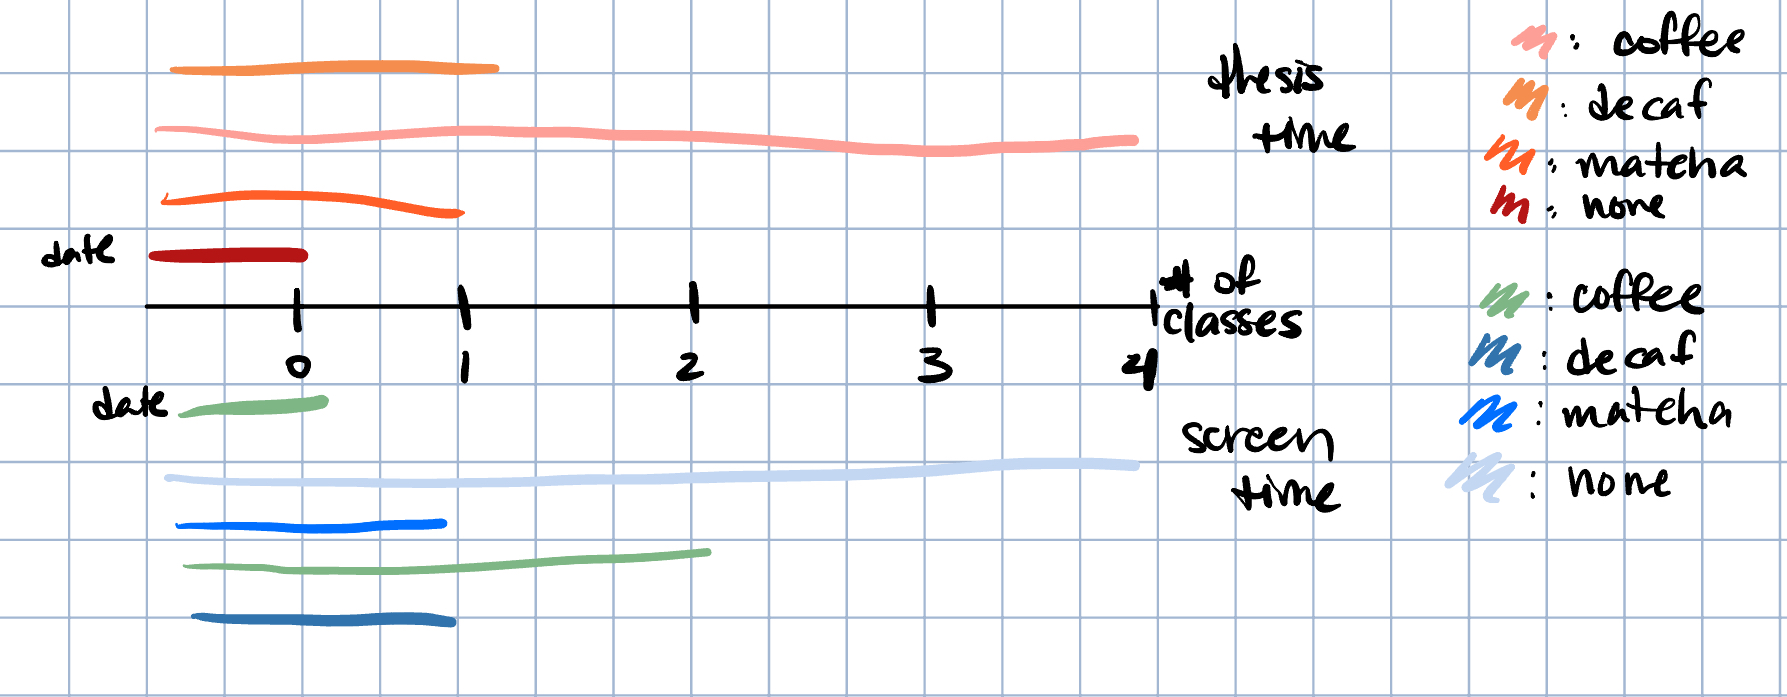 thesis
time
date
# of
classes
0 1 2 3 4
date
screen
time
: coffee
: decaf
: matcha
: none
: coffee
: decaf
: matcha
: none